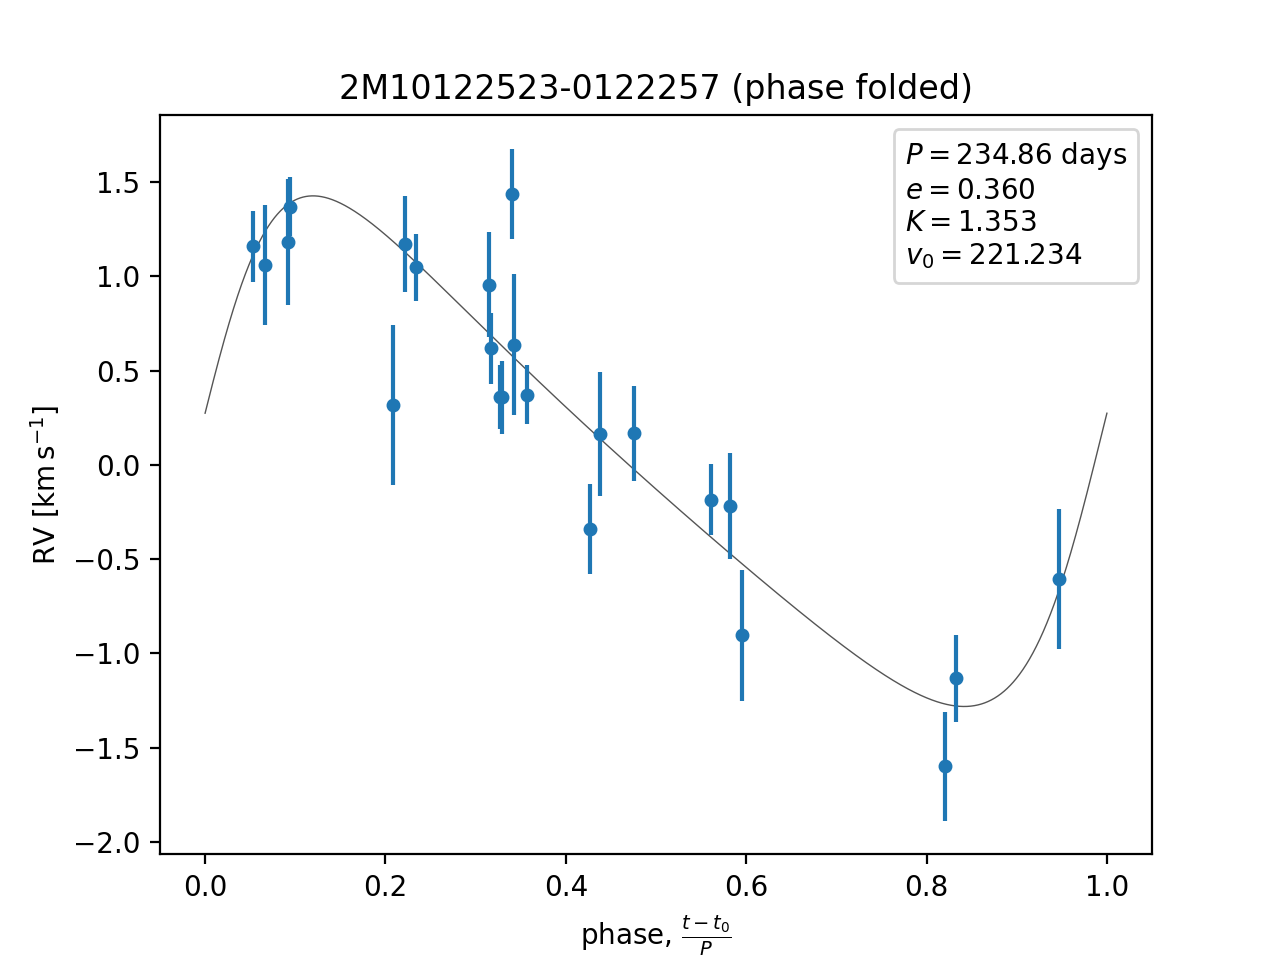 2M10122523-0122257 (phase folded)
P = 234.86 days
e = 0.360
K = 1.353
v₀ = 221.234
RV [km s⁻¹]
1.5
1.0
0.5
0.0
−0.5
−1.0
−1.5
−2.0
0.0 0.2 0.4 0.6 0.8 1.0
phase, (t − t₀)/P